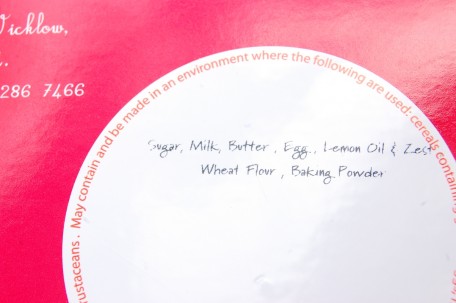 Wicklow,
286 7466
crustaceans. May contain and be made in an environment where the following are used: cereals containing
Sugar, Milk, Butter, Egg., Lemon Oil & Zest
Wheat Flour, Baking Powder